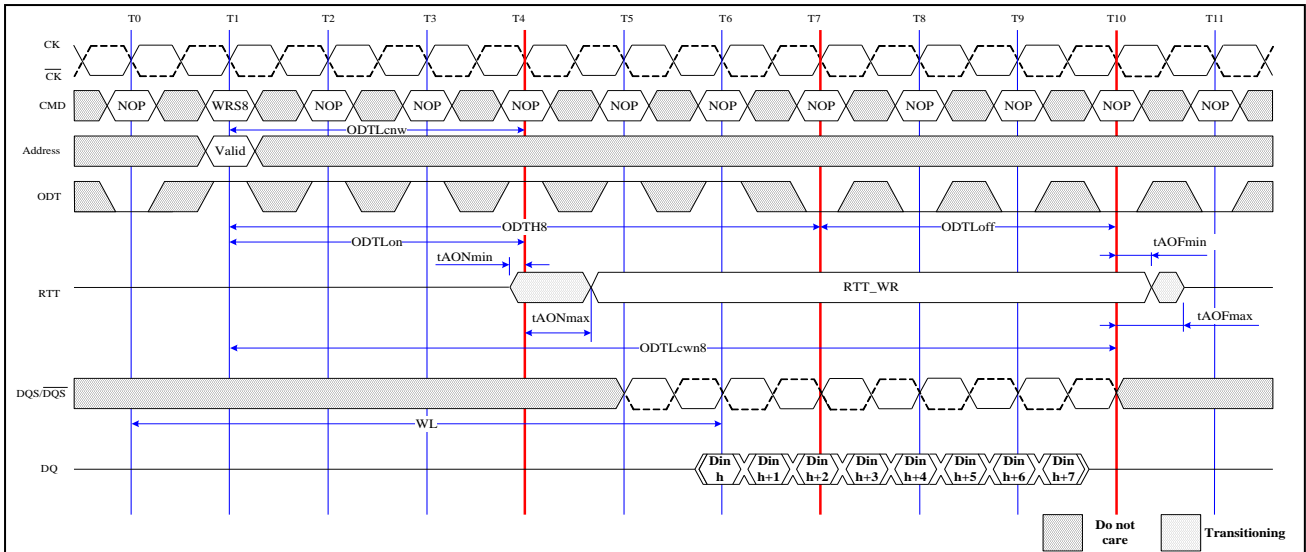 T0 T1 T2 T3 T4 T5 T6 T7 T8 T9 T10 T11
CK
CK
CMD NOP WRS8 NOP NOP NOP NOP NOP NOP NOP NOP NOP NOP
ODTLcnw
Address Valid
ODT
ODTH8 ODTLoff
ODTLon
tAONmin tAOFmin
RTT RTT_WR
tAONmax tAOFmax
ODTLcwn8
DQS/DQS
WL
DQ Din h Din h+1 Din h+2 Din h+3 Din h+4 Din h+5 Din h+6 Din h+7
Do not care Transitioning